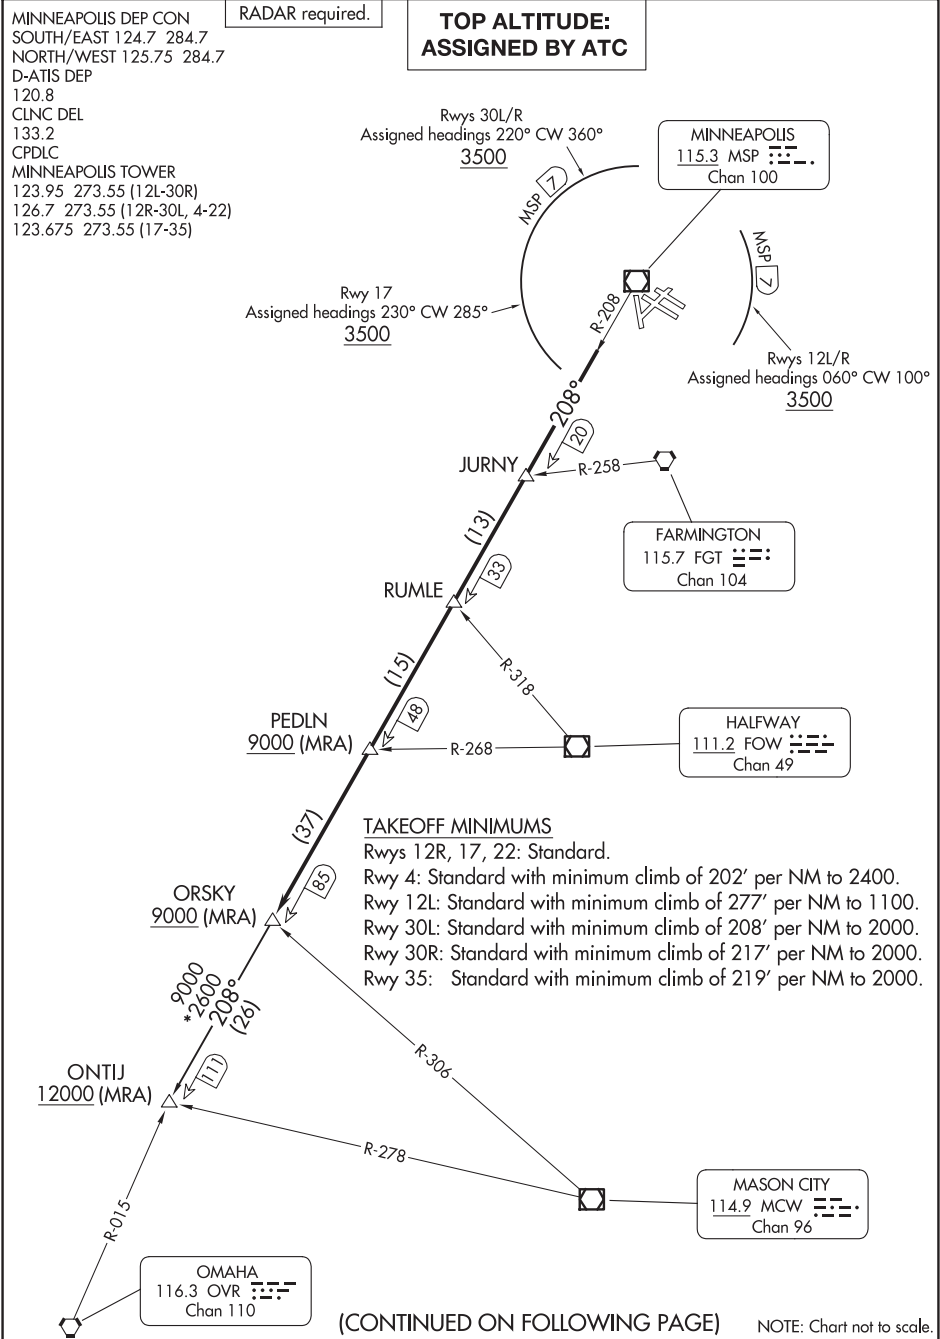 MINNEAPOLIS DEP CON
SOUTH/EAST 124.7 284.7
NORTH/WEST 125.75 284.7
D-ATIS DEP
120.8
CLNC DEL
133.2
CPDLC
MINNEAPOLIS TOWER
123.95 273.55 (12L-30R)
126.7 273.55 (12R-30L, 4-22)
123.675 273.55 (17-35)
RADAR required.
TOP ALTITUDE:
ASSIGNED BY ATC
Rwys 30L/R
Assigned headings 220° CW 360°
3500
MINNEAPOLIS
115.3 MSP
Chan 100
MSP 7
MSP 7
Rwy 17
Assigned headings 230° CW 285°
3500
R-208
Rwys 12L/R
Assigned headings 060° CW 100°
3500
208°
20
JURNY
R-258
FARMINGTON
115.7 FGT
Chan 104
(13)
33
RUMLE
R-318
(15)
48
PEDLN
9000 (MRA)
R-268
HALFWAY
111.2 FOW
Chan 49
(37)
TAKEOFF MINIMUMS
Rwys 12R, 17, 22: Standard.
Rwy 4: Standard with minimum climb of 202' per NM to 2400.
Rwy 12L: Standard with minimum climb of 277' per NM to 1100.
Rwy 30L: Standard with minimum climb of 208' per NM to 2000.
Rwy 30R: Standard with minimum climb of 217' per NM to 2000.
Rwy 35: Standard with minimum climb of 219' per NM to 2000.
85
ORSKY
9000 (MRA)
9000
*2600
208°
(26)
R-306
111
ONTIJ
12000 (MRA)
R-278
R-015
MASON CITY
114.9 MCW
Chan 96
OMAHA
116.3 OVR
Chan 110
(CONTINUED ON FOLLOWING PAGE)
NOTE: Chart not to scale.